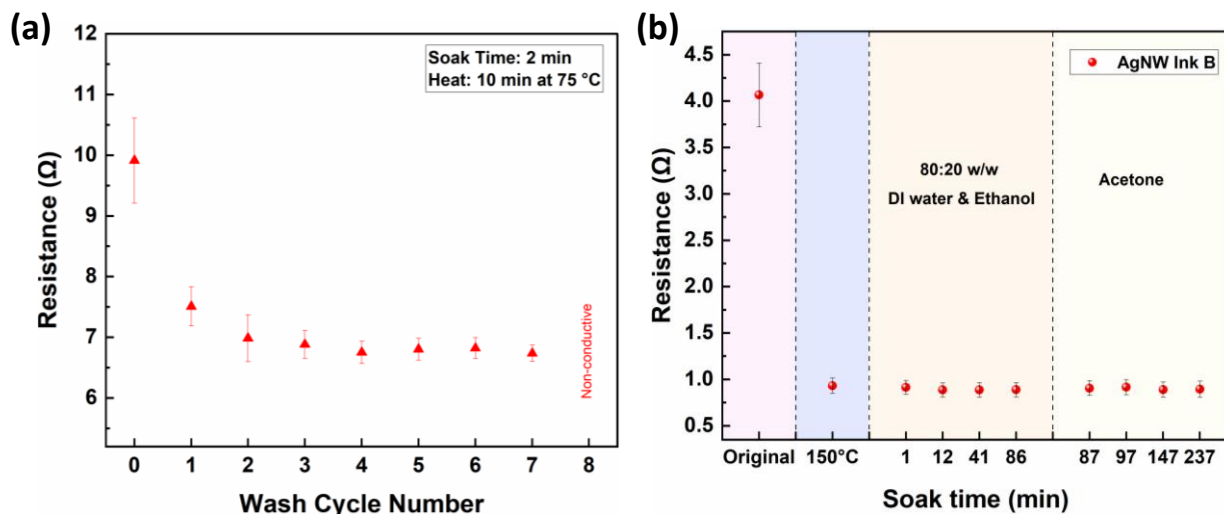 (a)
12
11
10
9
8
7
6
Resistance (Ω)
Soak Time: 2 min
Heat: 10 min at 75 °C
Non-conductive
0 1 2 3 4 5 6 7 8
Wash Cycle Number
(b)
4.5
4.0
3.5
3.0
2.5
2.0
1.5
1.0
0.5
Resistance (Ω)
AgNW Ink B
80:20 w/w
DI water & Ethanol
Acetone
Original 150°C 1 12 41 86 87 97 147 237
Soak time (min)